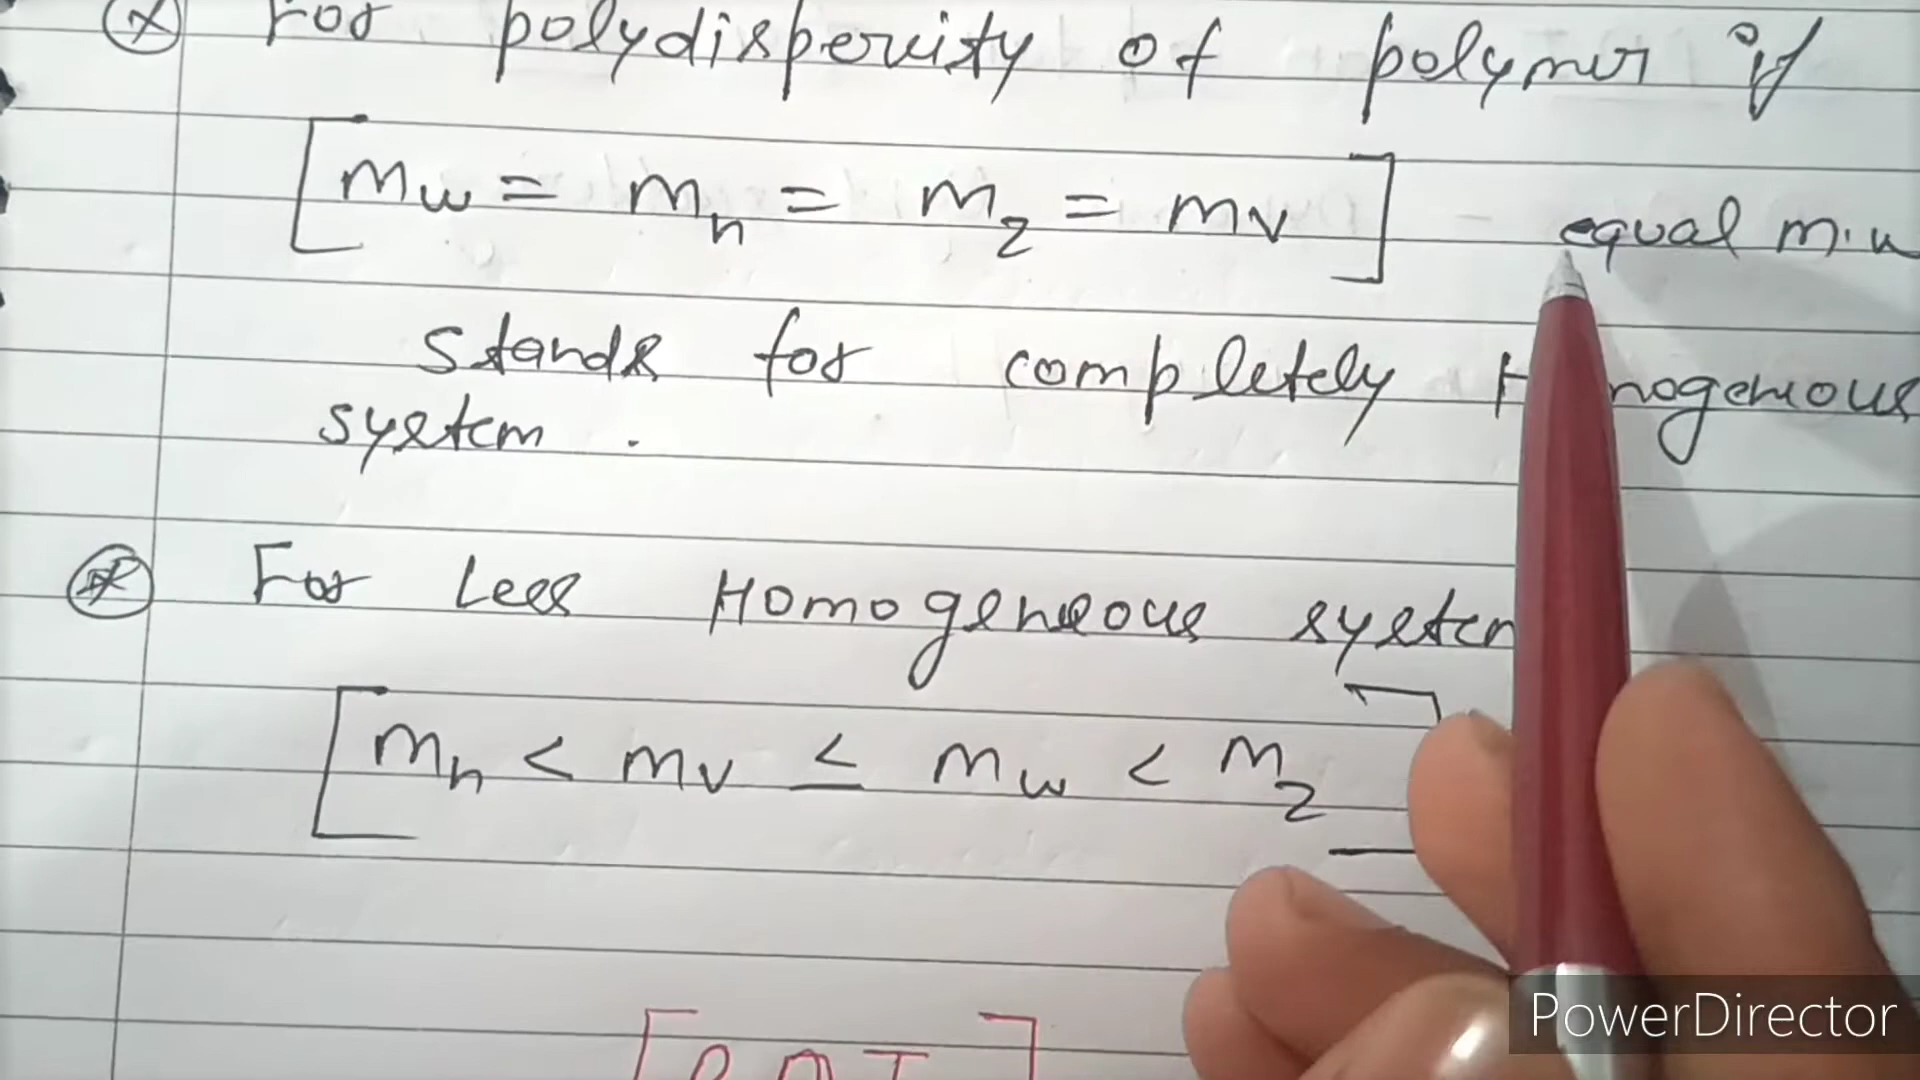 For polydispersity of polymer if
Mw = Mn = Mz = Mv equal M.w
stands for completely
system .
For Less Homogeneous system
Mn < Mv ≤ Mw < Mz
PowerDirector